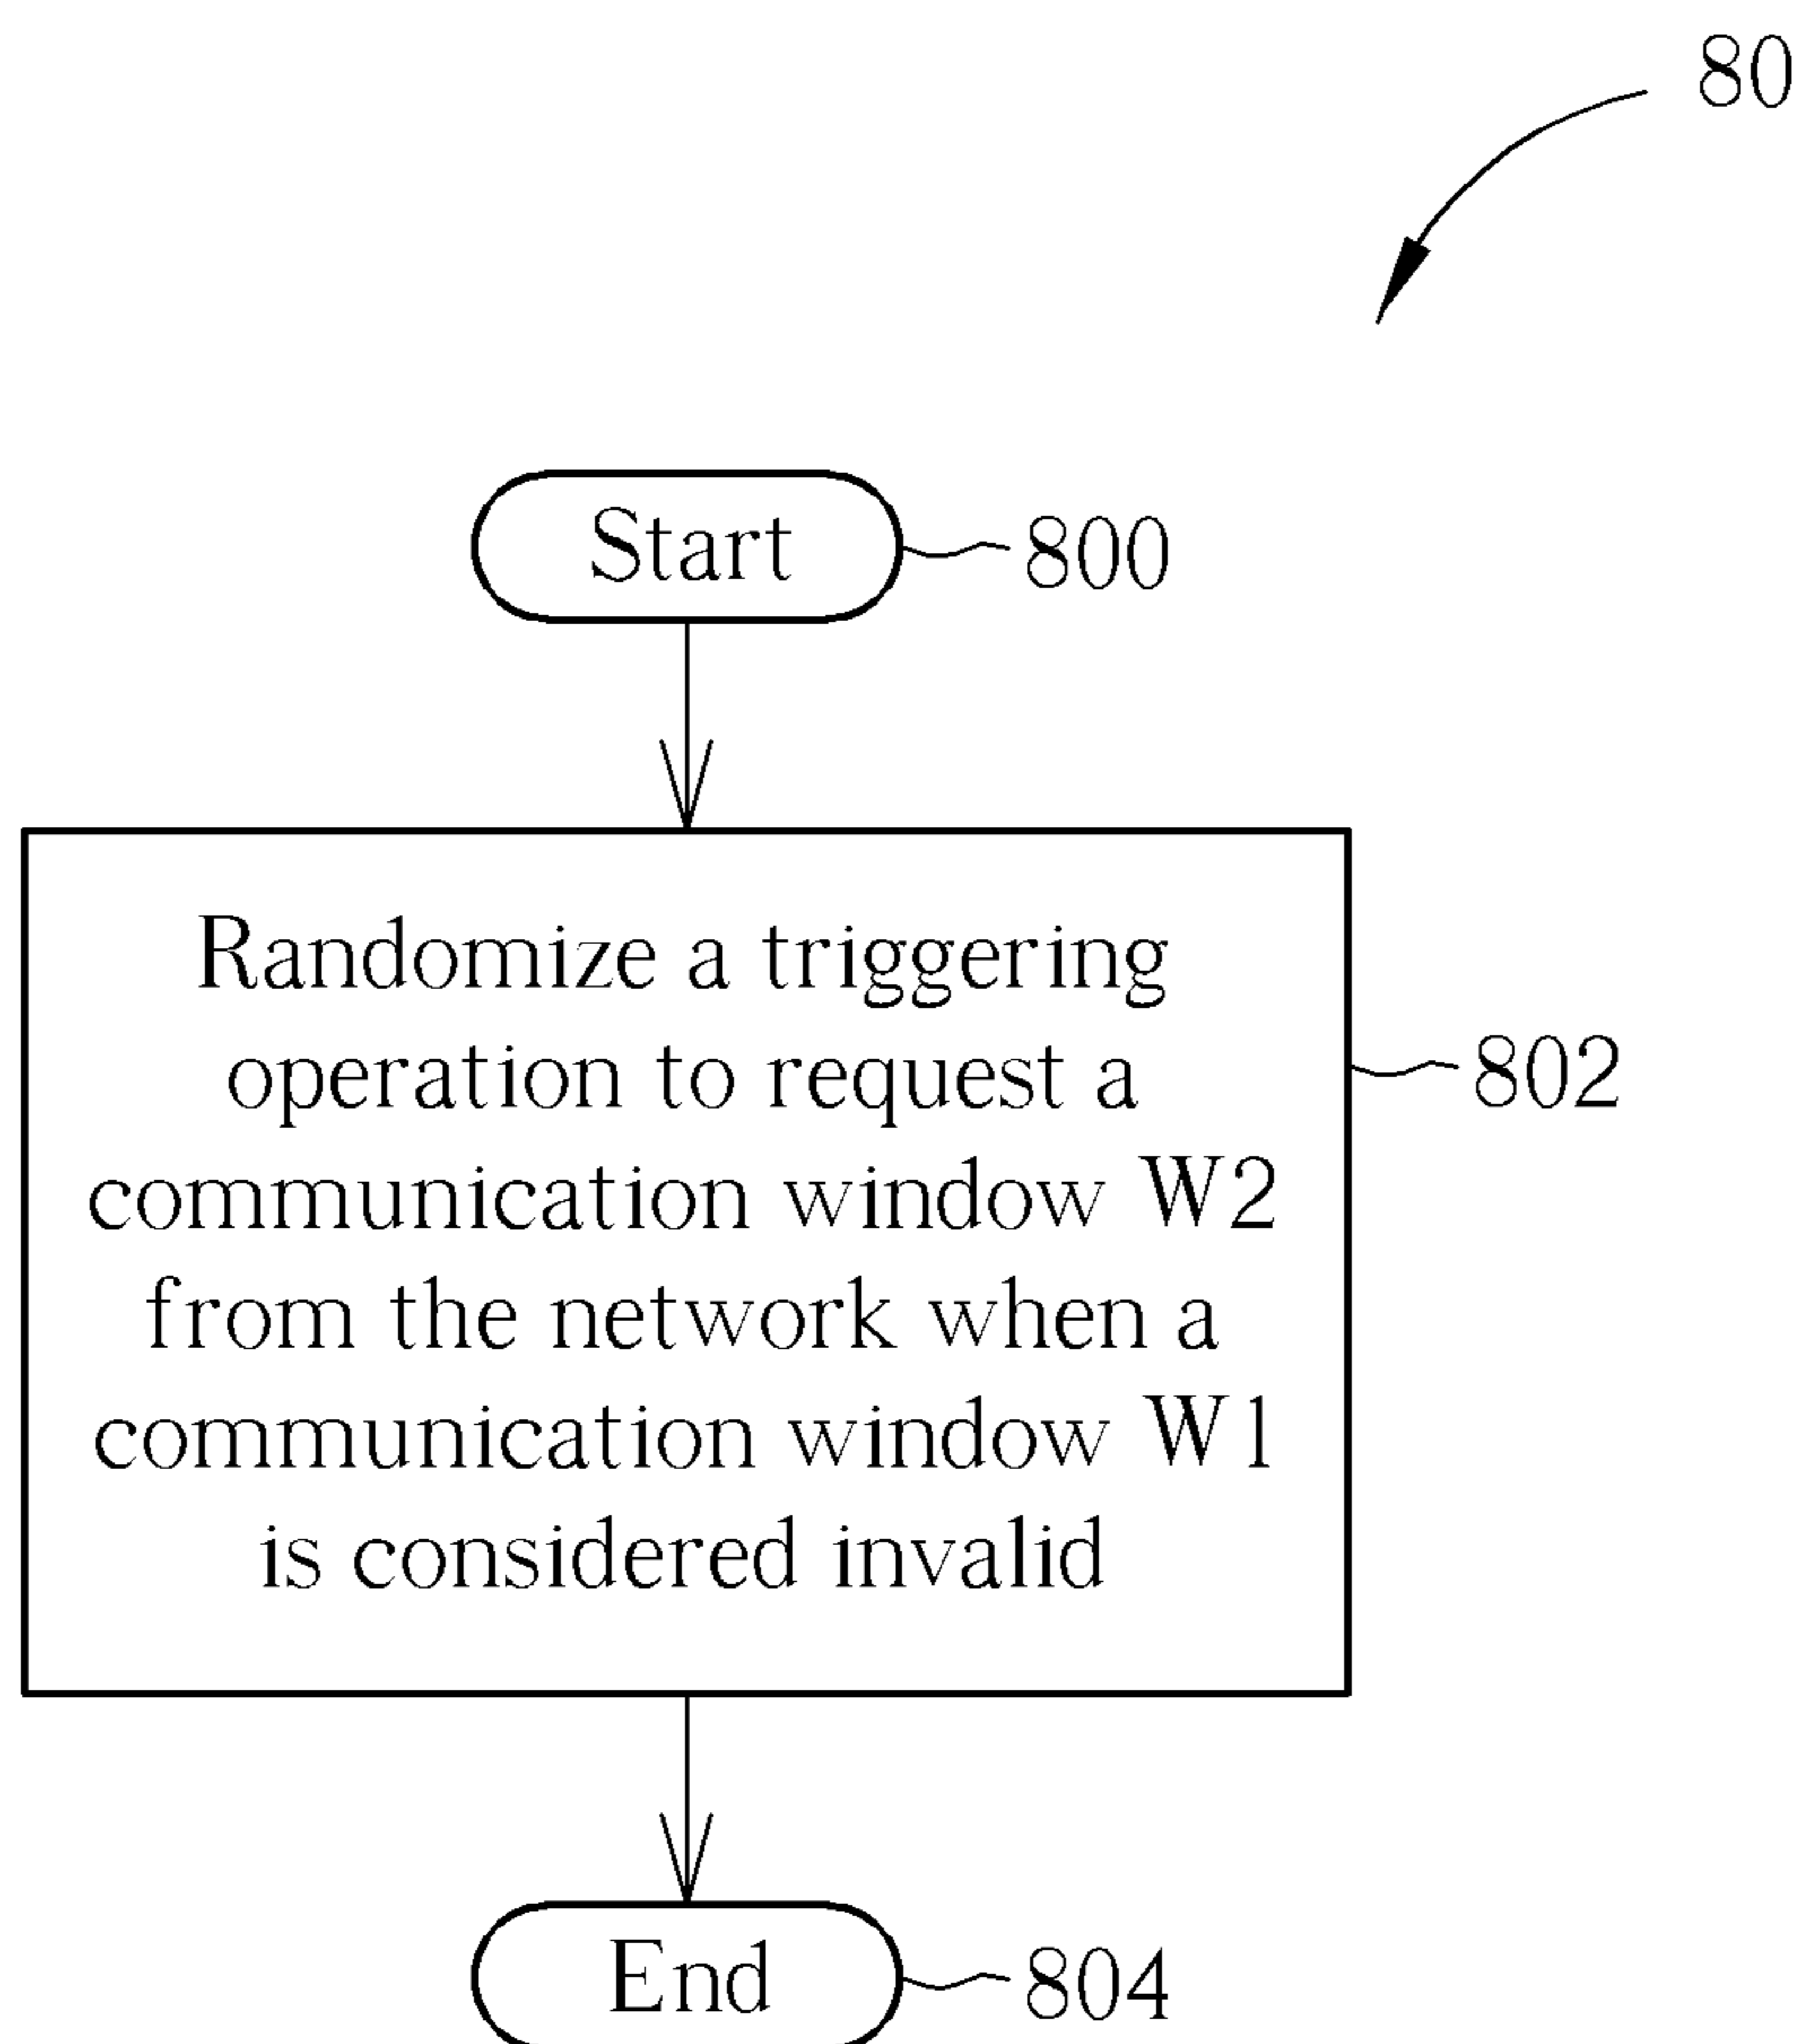 80
Start
800
Randomize a triggering
operation to request a
communication window W2
from the network when a
communication window W1
is considered invalid
802
End
804